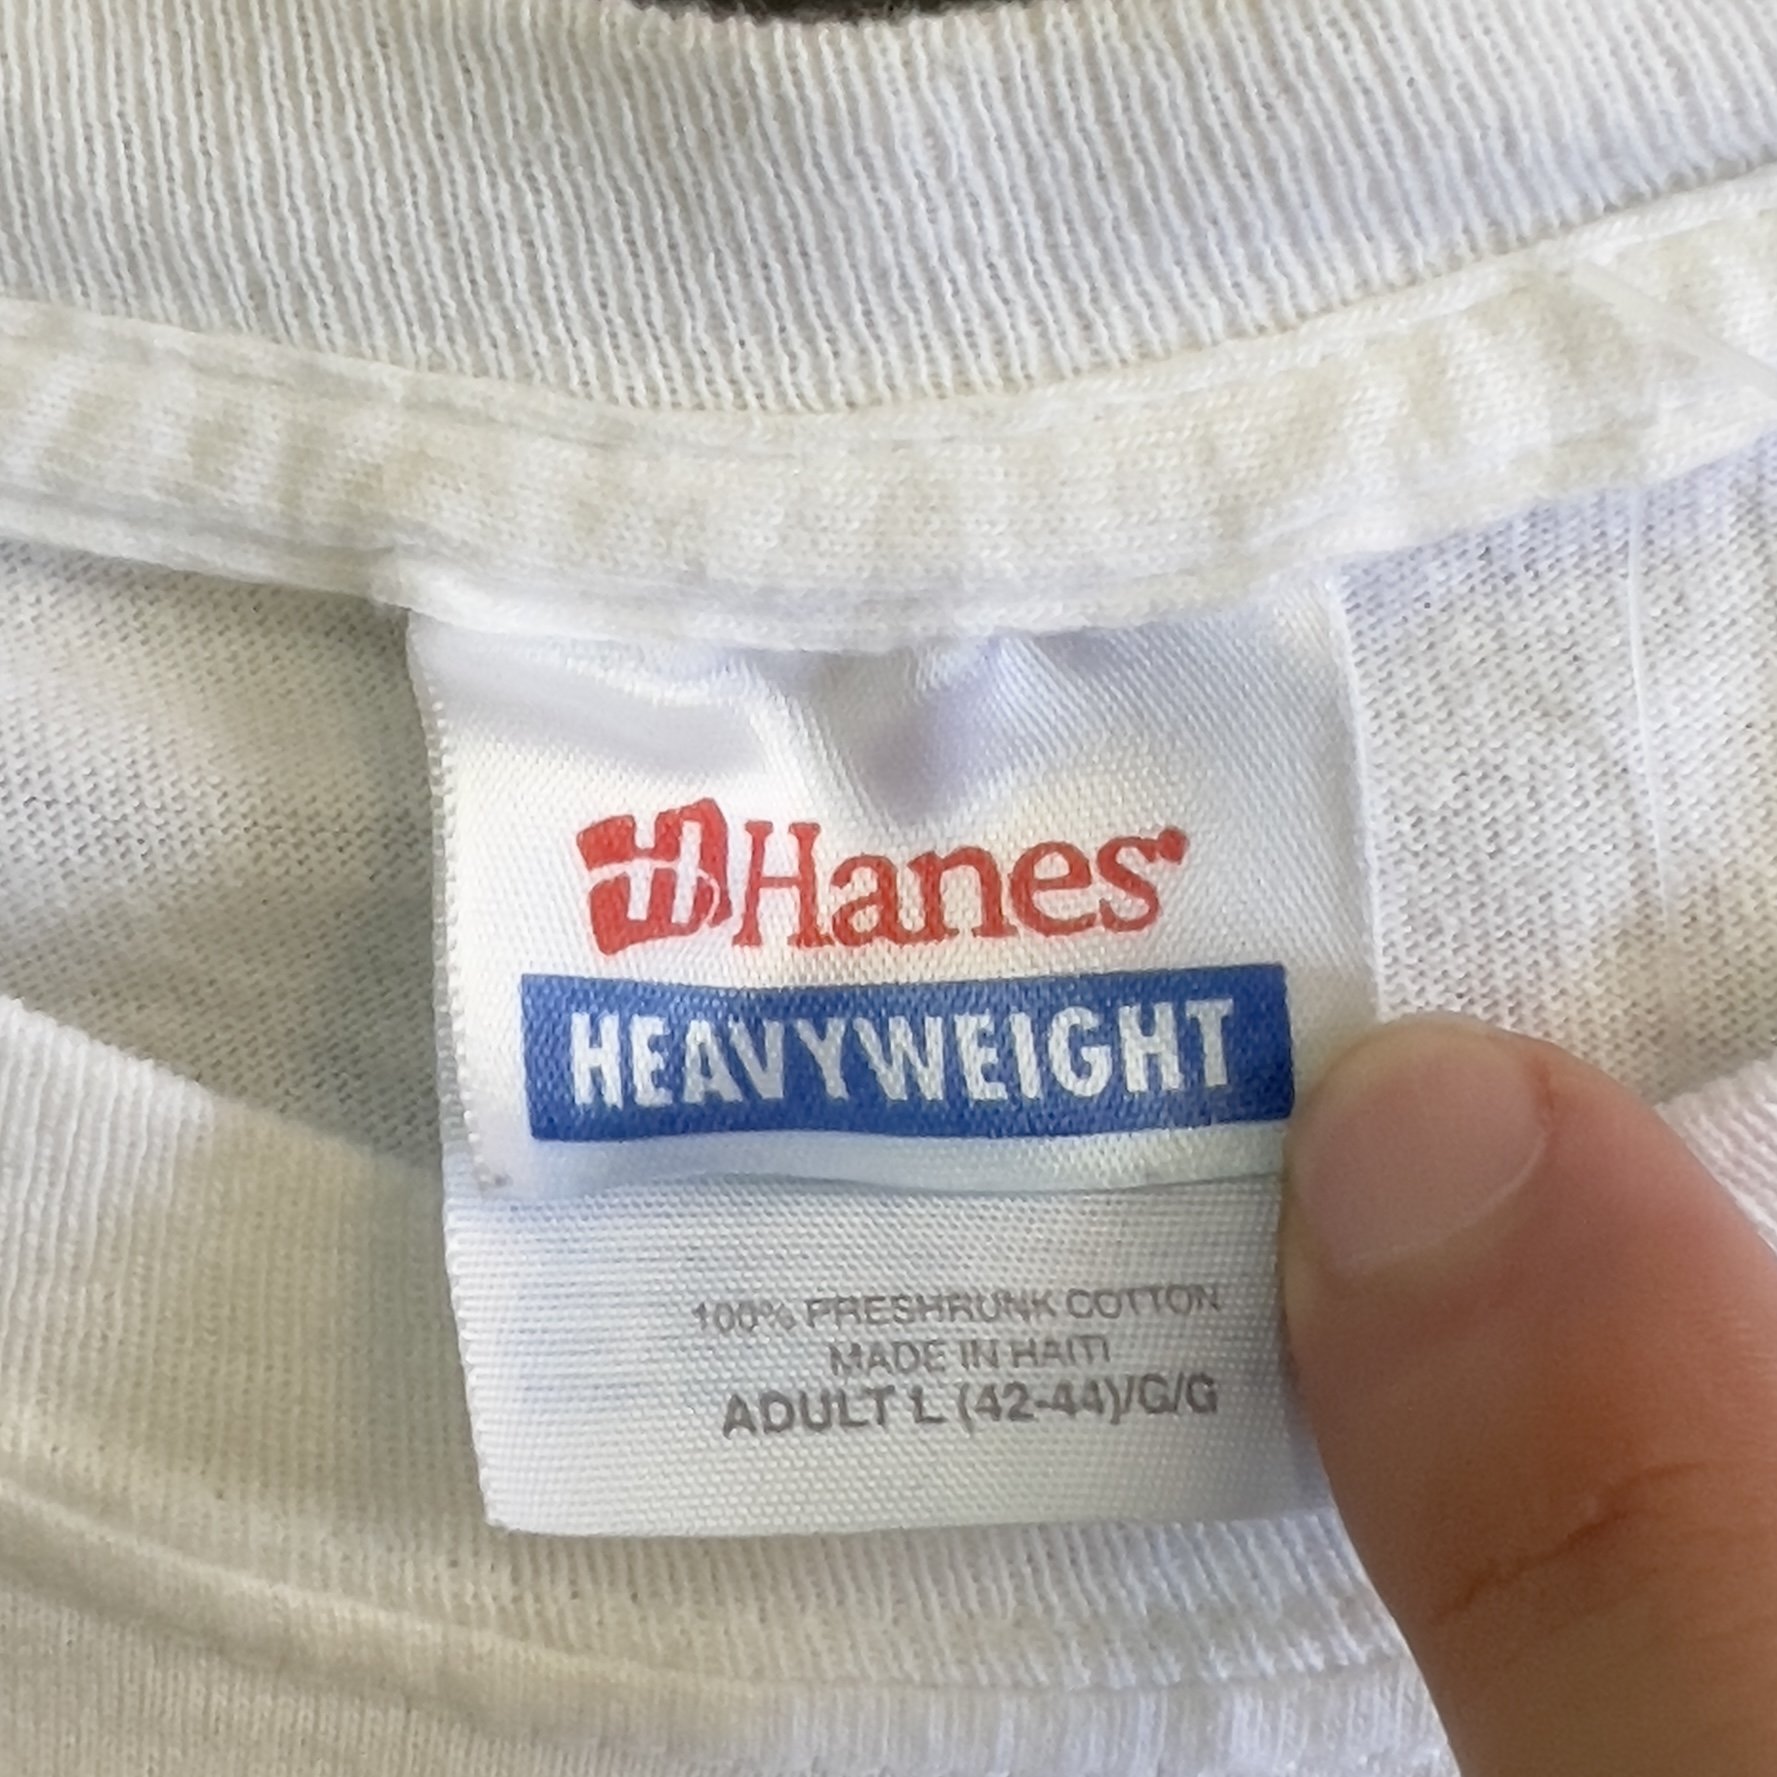 Hanes
HEAVYWEIGHT
100% PRESHRUNK COTTON
MADE IN HAITI
ADULT L (42-44)/G/G